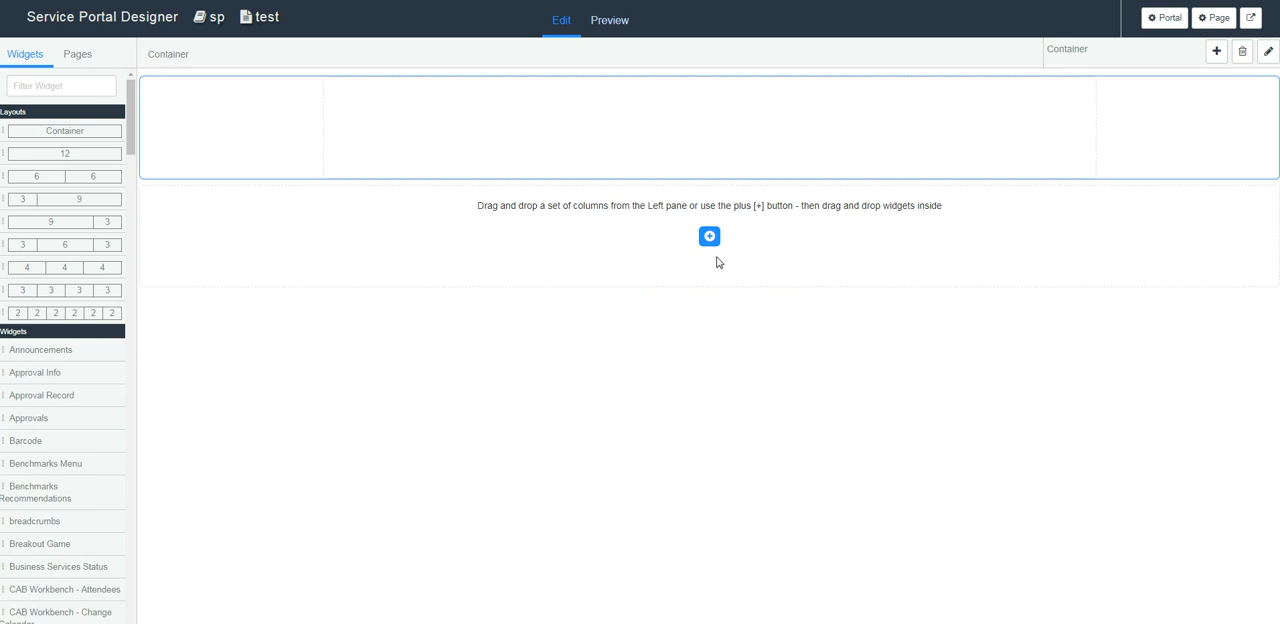 Service Portal Designer sp test
Edit Preview
Portal Page
Widgets Pages
Container
Container
Filter Widget
Layouts
Container
12
6 6
3 9
9 3
3 6 3
4 4 4
3 3 3 3
2 2 2 2 2 2
Widgets
Announcements
Approval Info
Approval Record
Approvals
Barcode
Benchmarks Menu
Benchmarks
Recommendations
breadcrumbs
Breakout Game
Business Services Status
CAB Workbench - Attendees
CAB Workbench - Change
Drag and drop a set of columns from the Left pane or use the plus [+] button - then drag and drop widgets inside